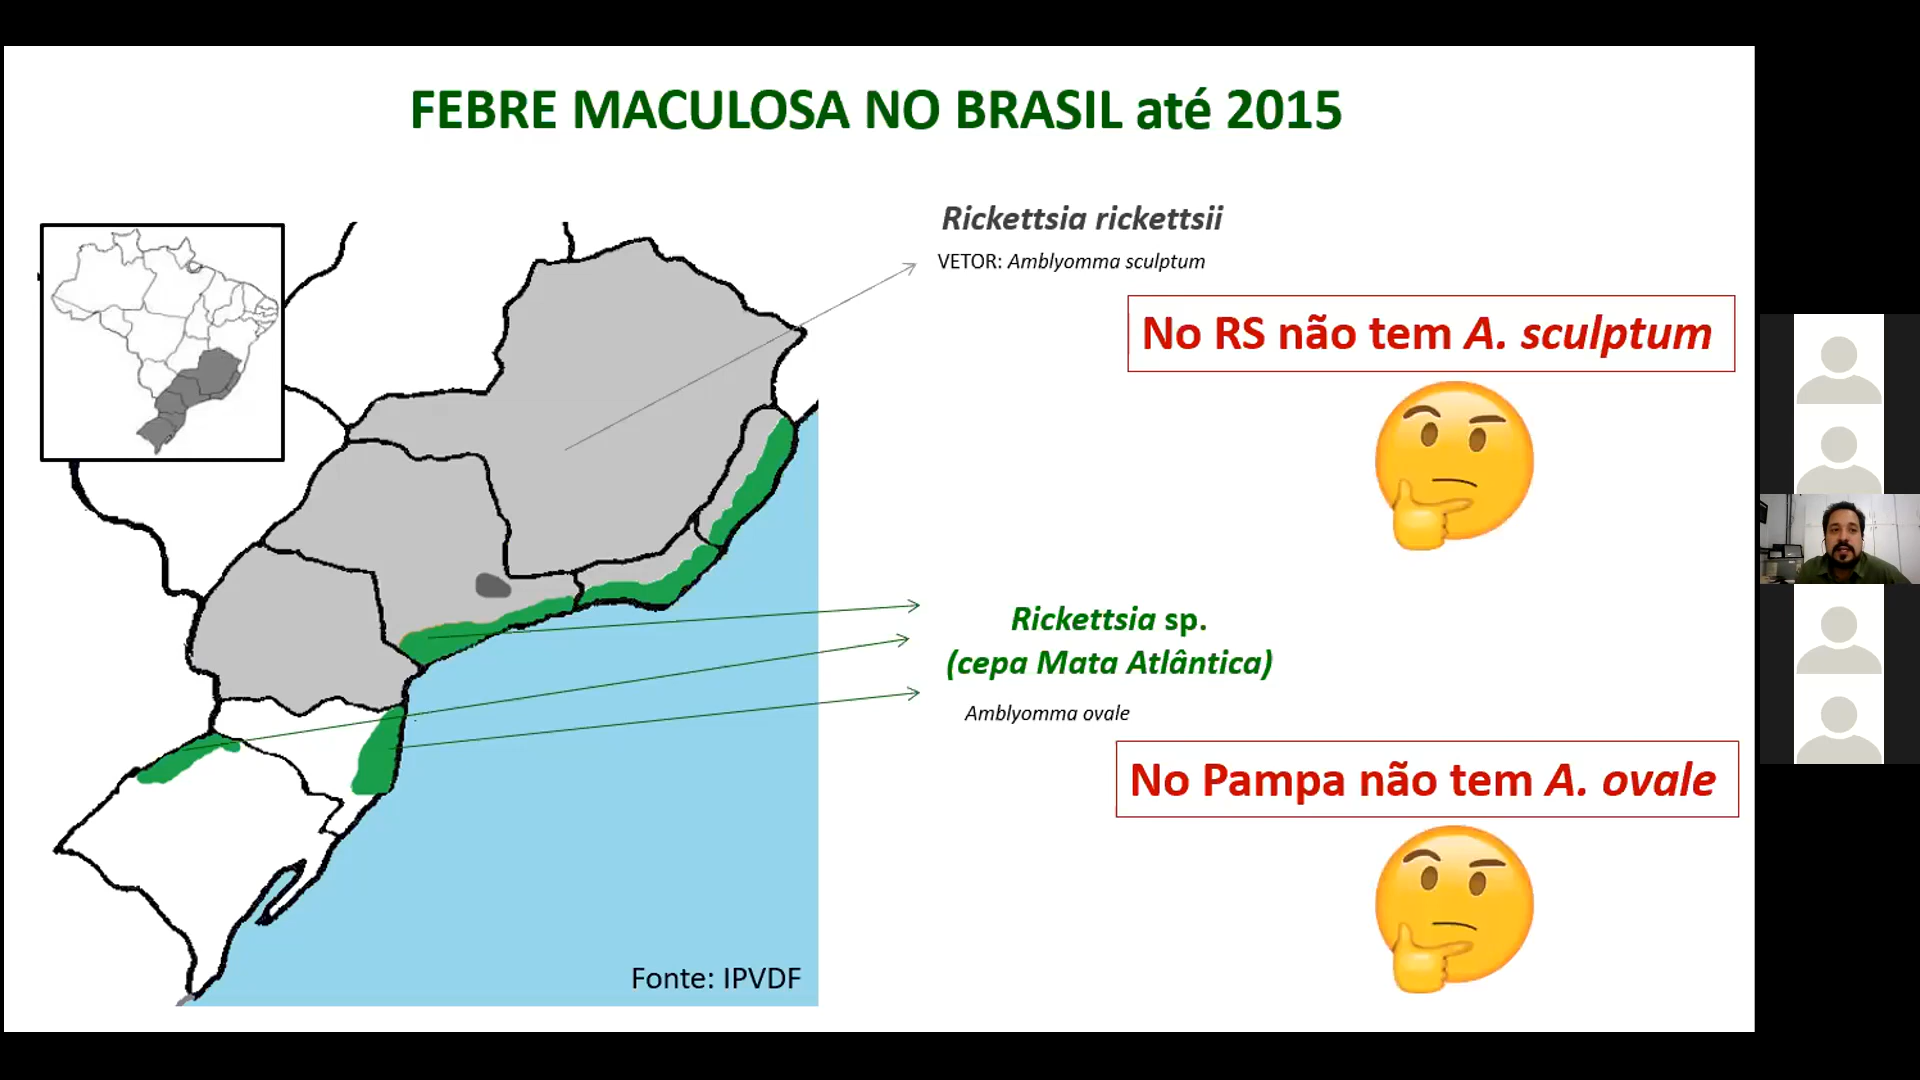 FEBRE MACULOSA NO BRASIL até 2015
Rickettsia rickettsii
VETOR: Amblyomma sculptum
No RS não tem A. sculptum
Rickettsia sp.
(cepa Mata Atlântica)
Amblyomma ovale
No Pampa não tem A. ovale
Fonte: IPVDF